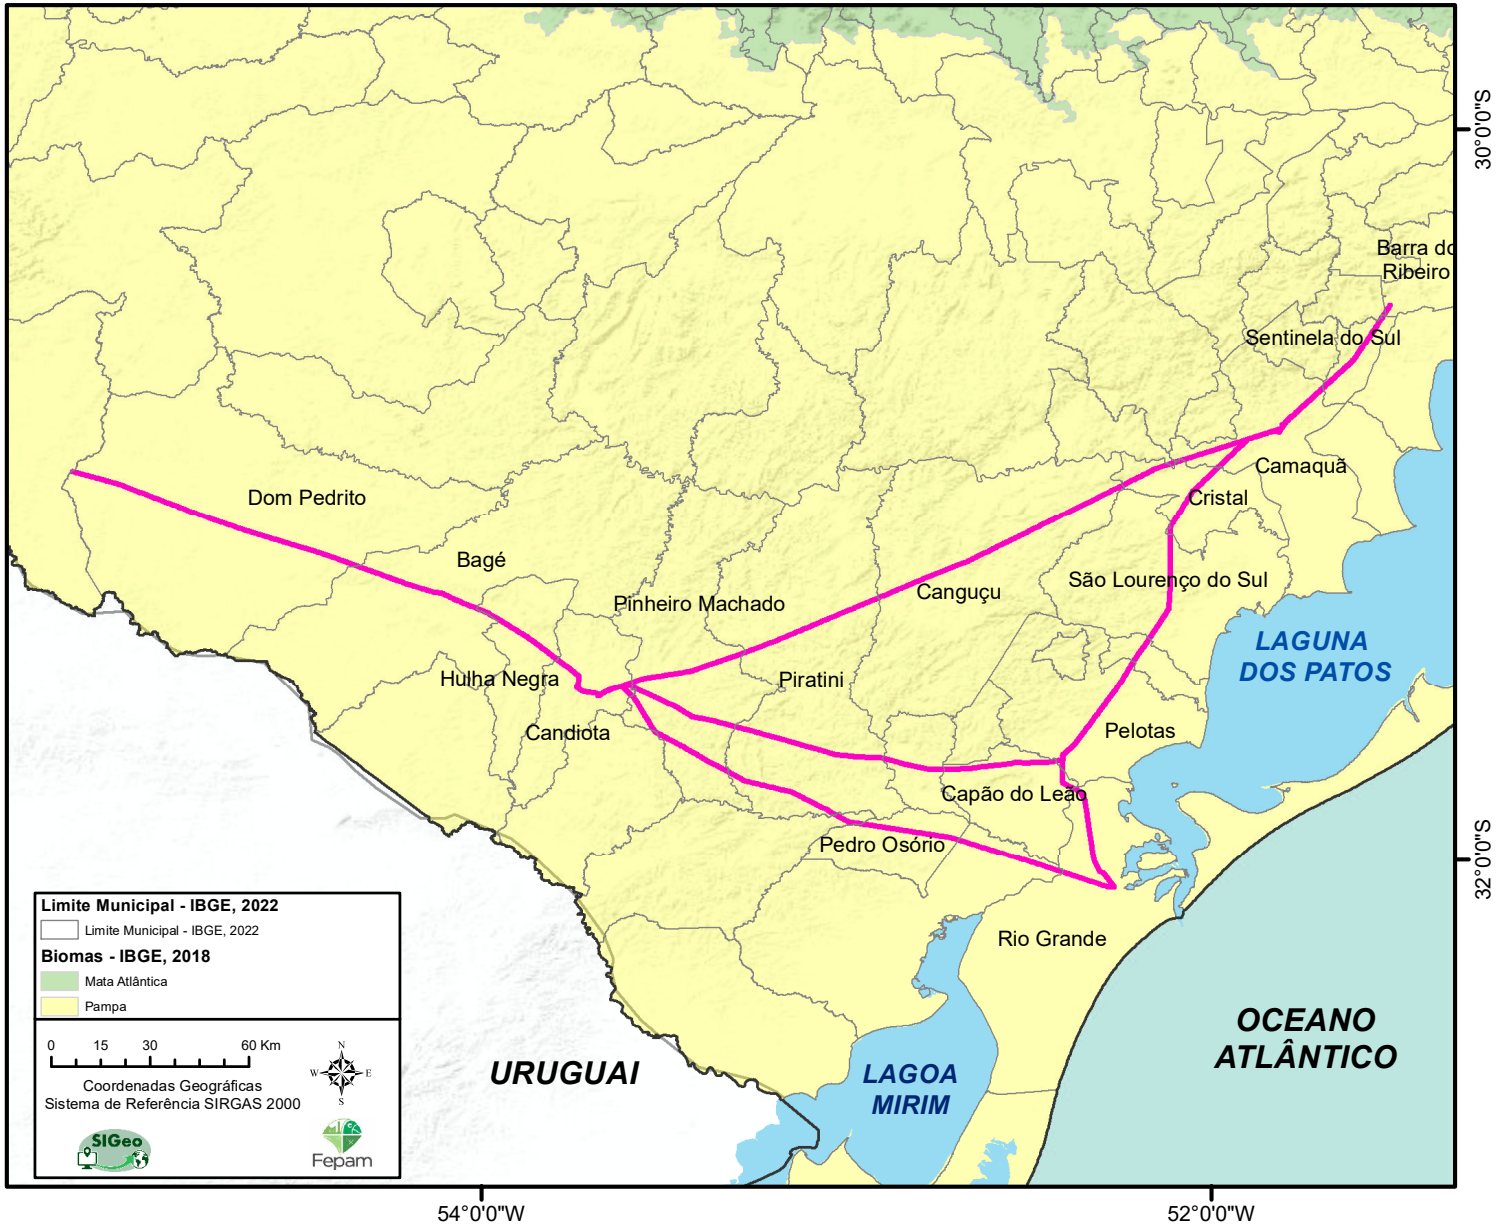 30°0'0"S
Barra do
Ribeiro
Sentinela do Sul
Camaquã
Dom Pedrito
Cristal
Bagé
São Lourenço do Sul
Canguçu
Pinheiro Machado
LAGUNA
DOS PATOS
Hulha Negra
Piratini
Candiota
Pelotas
Capão do Leão
Pedro Osório
32°0'0"S
Rio Grande
OCEANO
ATLÂNTICO
URUGUAI
LAGOA
MIRIM
Limite Municipal - IBGE, 2022
Limite Municipal - IBGE, 2022
Biomas - IBGE, 2018
Mata Atlântica
Pampa
0 15 30 60 Km
N
W E
S
Coordenadas Geográficas
Sistema de Referência SIRGAS 2000
SIGeo
Fepam
54°0'0"W
52°0'0"W